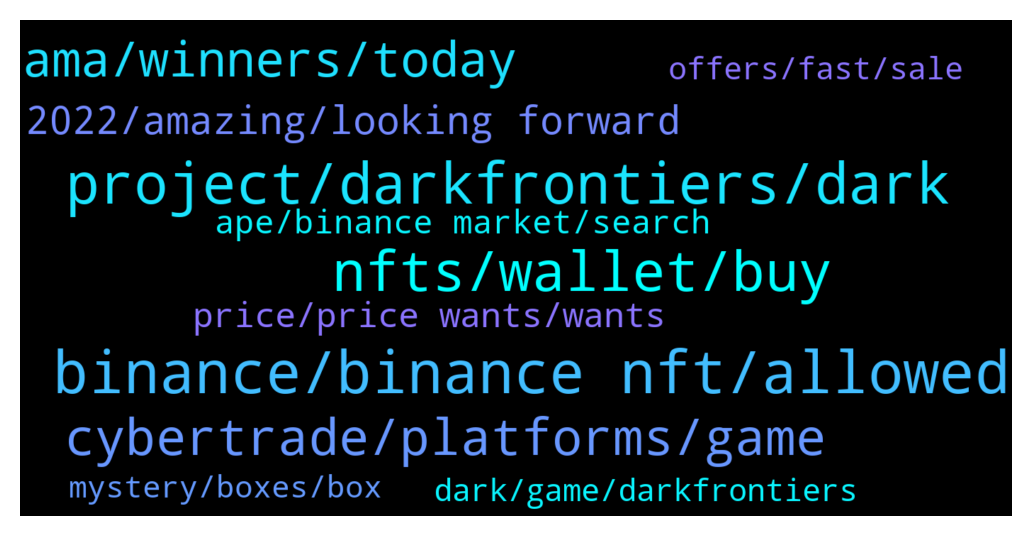 ama/winners/today
offers/fast/sale
2022/amazing/looking forward
project/darkfrontiers/dark
ape/binance market/search
nfts/wallet/buy
price/price wants/wants
binance/binance nft/allowed
cybertrade/platforms/game
mystery/boxes/box
dark/game/darkfrontiers